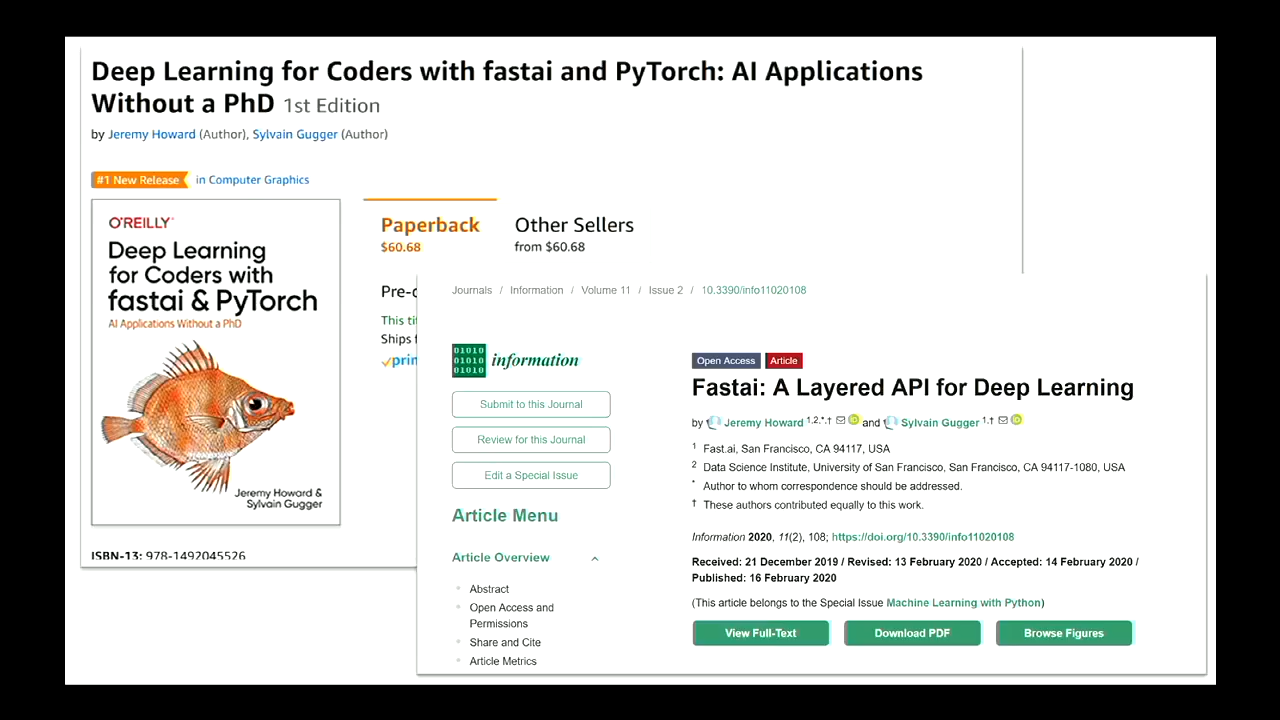 Deep Learning for Coders with fastai and PyTorch: AI Applications
Without a PhD 1st Edition
by Jeremy Howard (Author), Sylvain Gugger (Author)
#1 New Release in Computer Graphics
O'REILLY
Deep Learning
for Coders with
fastai & PyTorch
AI Applications Without a PhD
Jeremy Howard &
Sylvain Gugger
ISBN-13: 978-1492045526
Paperback
$60.68
Other Sellers
from $60.68
This
Ships
Journals / Information / Volume 11 / Issue 2 / 10.3390/info11020108
01010
01010
01010
information
Submit to this Journal
Review for this Journal
Edit a Special Issue
Article Menu
Article Overview
Abstract
Open Access and
Permissions
Share and Cite
Article Metrics
Open Access Article
Fastai: A Layered API for Deep Learning
by Jeremy Howard 1,2,*,† and Sylvain Gugger 1,†
1 Fast.ai, San Francisco, CA 94117, USA
2 Data Science Institute, University of San Francisco, San Francisco, CA 94117-1080, USA
* Author to whom correspondence should be addressed.
† These authors contributed equally to this work.
Information 2020, 11(2), 108; https://doi.org/10.3390/info11020108
Received: 21 December 2019 / Revised: 13 February 2020 / Accepted: 14 February 2020 /
Published: 16 February 2020
(This article belongs to the Special Issue Machine Learning with Python)
View Full-Text
Download PDF
Browse Figures